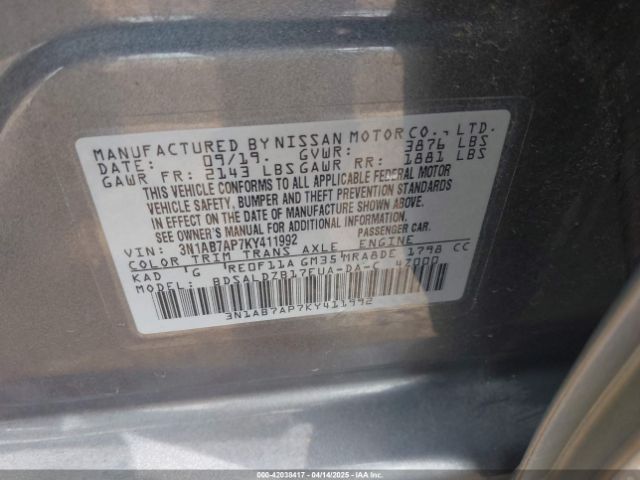 MANUFACTURED BY NISSAN MOTOR CO., LTD.
DATE: 09/19. GVWR: 3876 LBS
GAWR FR: 2143 LBS GAWR RR: 1881 LBS
THIS VEHICLE CONFORMS TO ALL APPLICABLE FEDERAL MOTOR
VEHICLE SAFETY, BUMPER, AND THEFT PREVENTION STANDARDS
IN EFFECT ON THE DATE OF MANUFACTURE SHOWN ABOVE.
SEE OWNER'S MANUAL FOR ADDITIONAL INFORMATION.
VIN: 3N1AB7AP7KY411992 PASSENGER CAR.
COLOR TRIM TRANS AXLE ENGINE
KAD G RE0F11A GM35 MRA8DE 1798 CC
MODEL: BDSALDZB17EUA-DA-C 47000
3N1AB7AP7KY411992
000-42038417 - 04/14/2025 - IAAI, Inc.